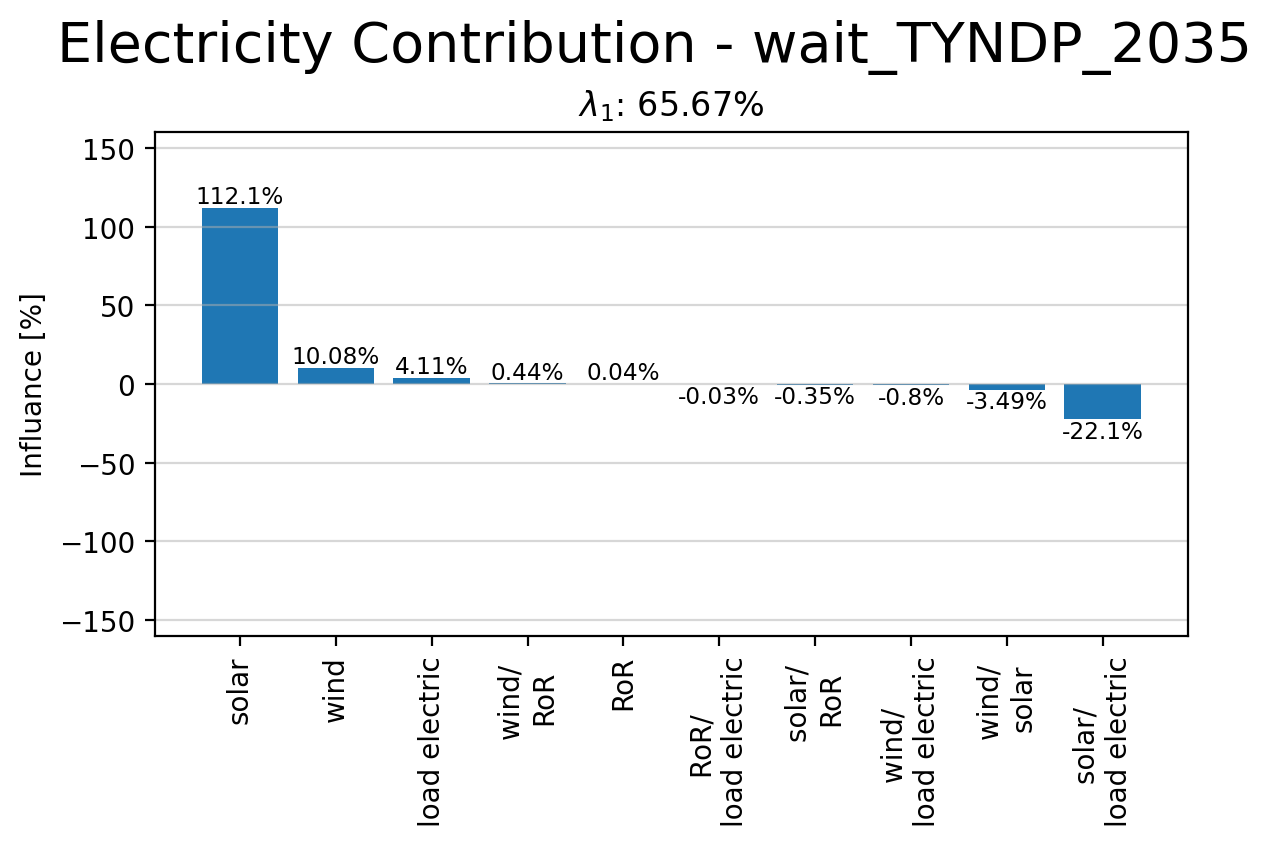 Electricity Contribution - wait_TYNDP_2035
λ₁: 65.67%
Influance [%]
150
100
50
0
−50
−100
−150
112.1%
10.08%
4.11%
0.44%
0.04%
-0.03%
-0.35%
-0.8%
-3.49%
-22.1%
solar
wind
load electric
wind/
RoR
RoR
RoR/
load electric
solar/
RoR
wind/
load electric
wind/
solar
solar/
load electric